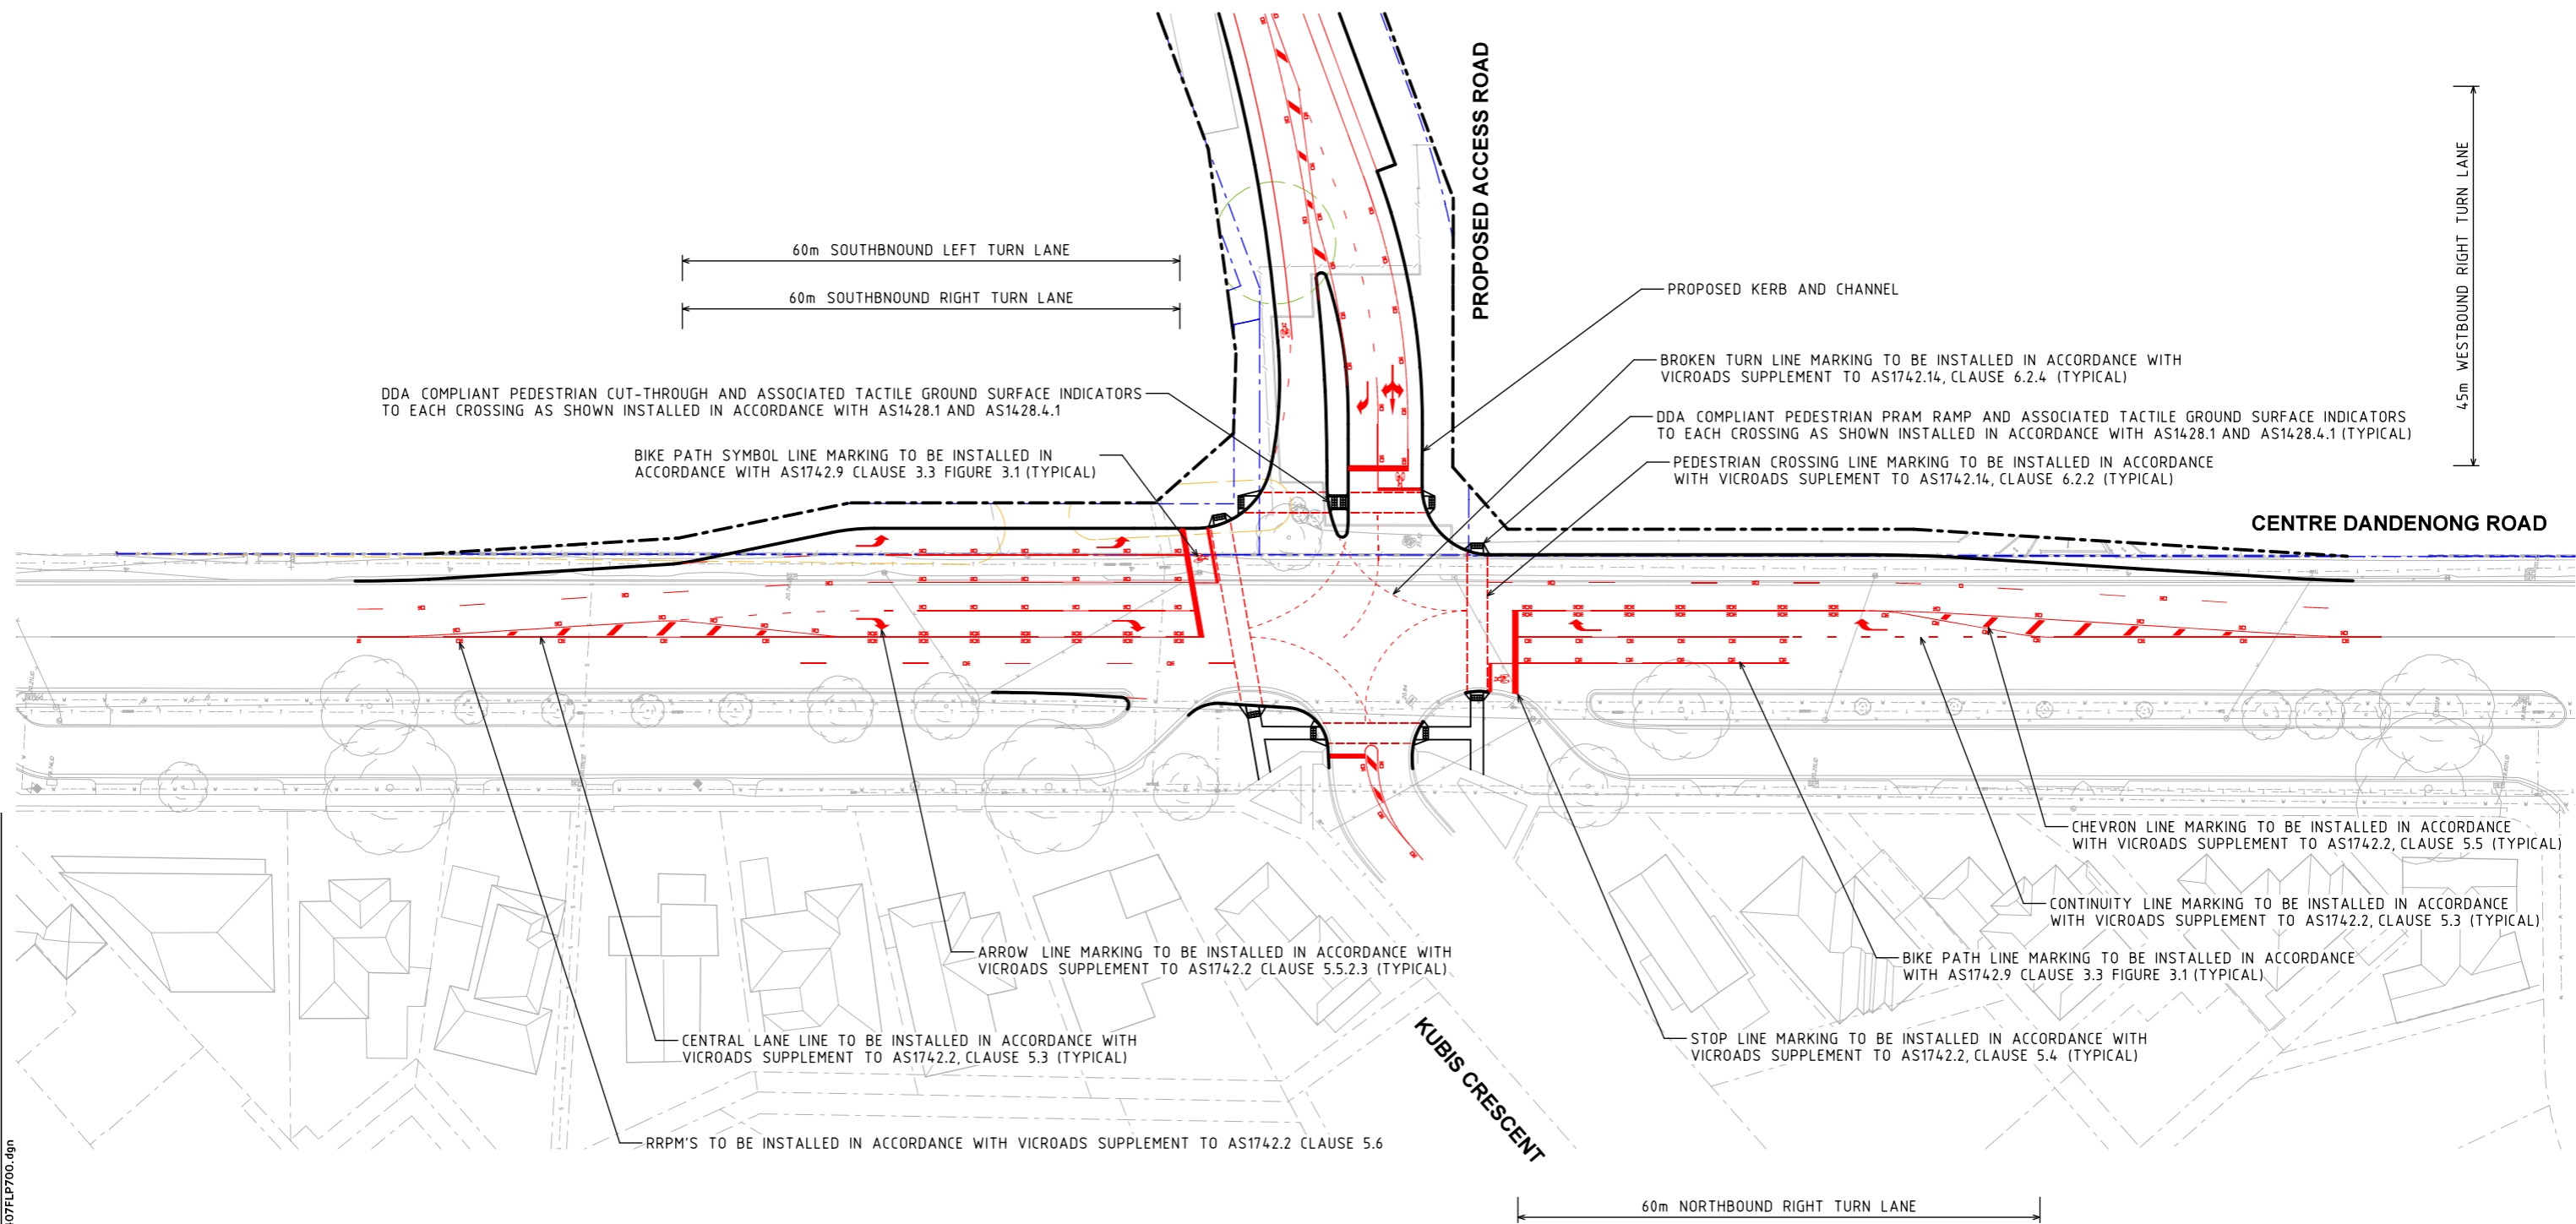 PROPOSED ACCESS ROAD
45m WESTBOUND RIGHT TURN LANE
60m SOUTHBNOUND LEFT TURN LANE
60m SOUTHBNOUND RIGHT TURN LANE
PROPOSED KERB AND CHANNEL
BROKEN TURN LINE MARKING TO BE INSTALLED IN ACCORDANCE WITH
VICROADS SUPPLEMENT TO AS1742.14, CLAUSE 6.2.4 (TYPICAL)
DDA COMPLIANT PEDESTRIAN CUT-THROUGH AND ASSOCIATED TACTILE GROUND SURFACE INDICATORS
TO EACH CROSSING AS SHOWN INSTALLED IN ACCORDANCE WITH AS1428.1 AND AS1428.4.1
DDA COMPLIANT PEDESTRIAN PRAM RAMP AND ASSOCIATED TACTILE GROUND SURFACE INDICATORS
TO EACH CROSSING AS SHOWN INSTALLED IN ACCORDANCE WITH AS1428.1 AND AS1428.4.1 (TYPICAL)
BIKE PATH SYMBOL LINE MARKING TO BE INSTALLED IN
ACCORDANCE WITH AS1742.9 CLAUSE 3.3 FIGURE 3.1 (TYPICAL)
PEDESTRIAN CROSSING LINE MARKING TO BE INSTALLED IN ACCORDANCE
WITH VICROADS SUPLEMENT TO AS1742.14, CLAUSE 6.2.2 (TYPICAL)
CENTRE DANDENONG ROAD
CHEVRON LINE MARKING TO BE INSTALLED IN ACCORDANCE
WITH VICROADS SUPPLEMENT TO AS1742.2, CLAUSE 5.5 (TYPICAL)
CONTINUITY LINE MARKING TO BE INSTALLED IN ACCORDANCE
WITH VICROADS SUPPLEMENT TO AS1742.2, CLAUSE 5.3 (TYPICAL)
ARROW LINE MARKING TO BE INSTALLED IN ACCORDANCE WITH
VICROADS SUPPLEMENT TO AS1742.2 CLAUSE 5.5.2.3 (TYPICAL)
BIKE PATH LINE MARKING TO BE INSTALLED IN ACCORDANCE
WITH AS1742.9 CLAUSE 3.3 FIGURE 3.1 (TYPICAL)
CENTRAL LANE LINE TO BE INSTALLED IN ACCORDANCE WITH
VICROADS SUPPLEMENT TO AS1742.2, CLAUSE 5.3 (TYPICAL)
STOP LINE MARKING TO BE INSTALLED IN ACCORDANCE WITH
VICROADS SUPPLEMENT TO AS1742.2, CLAUSE 5.4 (TYPICAL)
KUBIS CRESCENT
RRPM'S TO BE INSTALLED IN ACCORDANCE WITH VICROADS SUPPLEMENT TO AS1742.2 CLAUSE 5.6
60m NORTHBOUND RIGHT TURN LANE
07FLP700.dgn